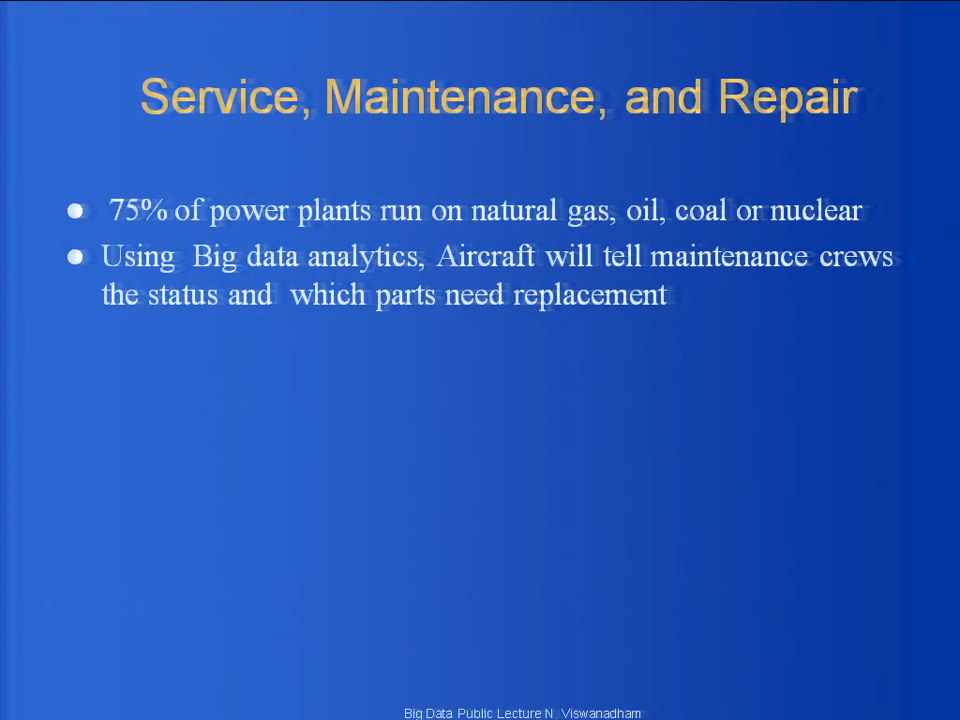 Service, Maintenance, and Repair
75% of power plants run on natural gas, oil, coal or nuclear
Using Big data analytics, Aircraft will tell maintenance crews
the status and which parts need replacement
Big Data Public Lecture N. Viswanadham